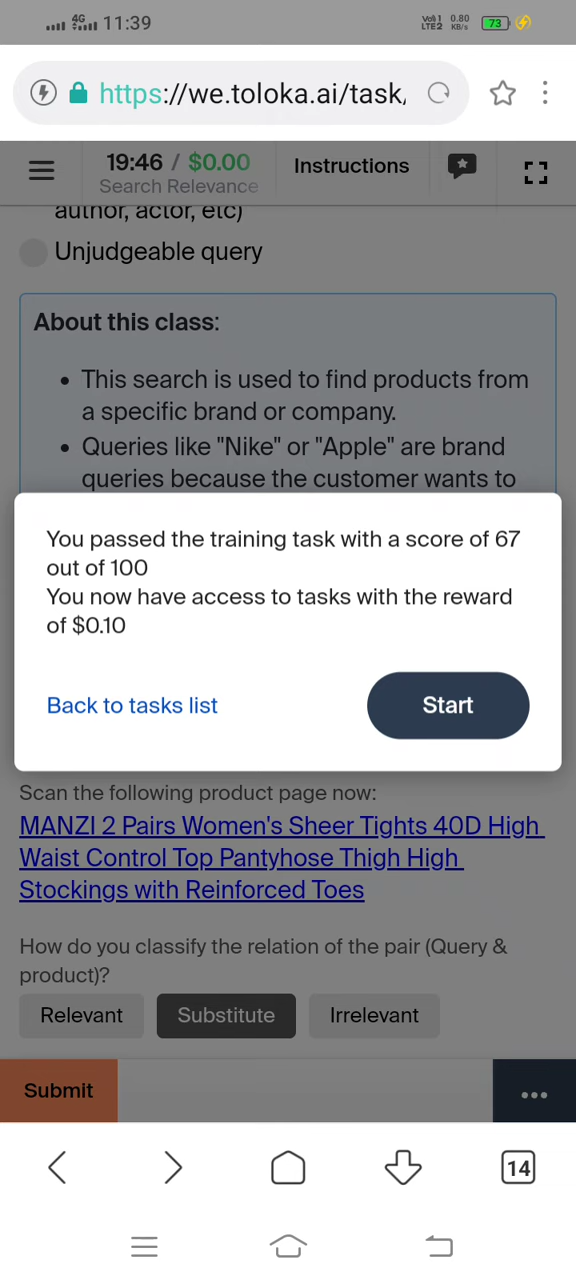 4G 11:39 Vo)) 1 LTE2 0.80 KB/s 73
https://we.toloka.ai/task,
19:46 / $0.00 Instructions
Search Relevance
author, actor, etc)
Unjudgeable query
About this class:
• This search is used to find products from
a specific brand or company.
• Queries like "Nike" or "Apple" are brand
queries because the customer wants to
You passed the training task with a score of 67
out of 100
You now have access to tasks with the reward
of $0.10
Back to tasks list Start
Scan the following product page now:
MANZI 2 Pairs Women's Sheer Tights 40D High
Waist Control Top Pantyhose Thigh High
Stockings with Reinforced Toes
How do you classify the relation of the pair (Query &
product)?
Relevant Substitute Irrelevant
Submit
14